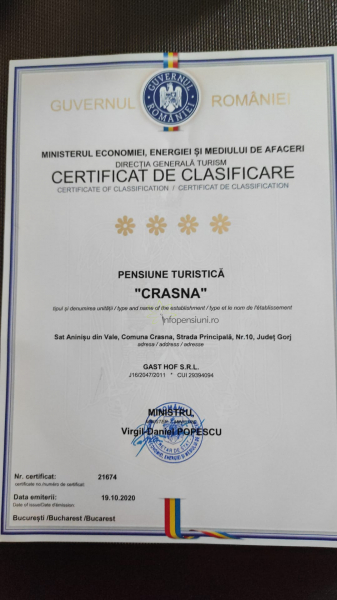 GUVERNUL ROMÂNIEI
GUVERNUL ROMÂNIEI
MINISTERUL ECONOMIEI, ENERGIEI ȘI MEDIULUI DE AFACERI
DIRECȚIA GENERALĂ TURISM
CERTIFICAT DE CLASIFICARE
CERTIFICATE OF CLASSIFICATION / CERTIFICAT DE CLASSIFICATION
PENSIUNE TURISTICĂ
"CRASNA"
tipul și denumirea unității / type and name of the establishment / type et le nom de l'établissement
Infopensiuni.ro
Sat Aninișu din Vale, Comuna Crasna, Strada Principală, Nr.10, Județ Gorj
adresa / address / adresse
GAST HOF S.R.L.
J18/2047/2011 * CUI 29394094
MINISTRU
Virgil-Daniel POPESCU
Nr. certificat: 21674
certificate no./numéro de certificat:
Data emiterii: 19.10.2020
Date of issue/Date d'émission
București /Bucharest /Bucarest